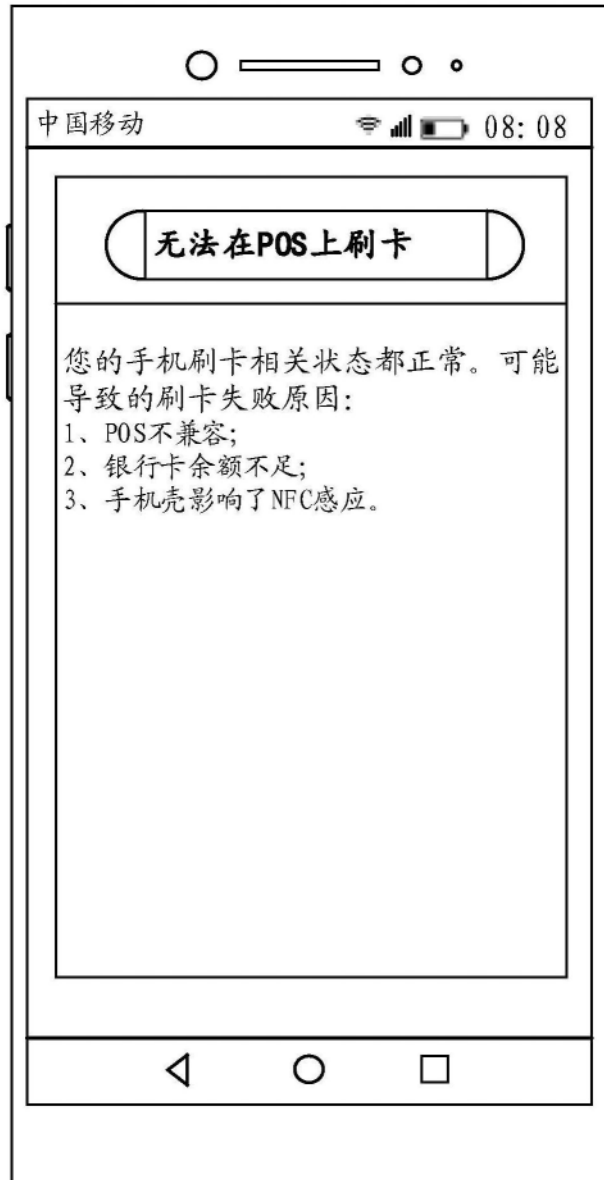 中国移动 08:08
无法在POS上刷卡
您的手机刷卡相关状态都正常。可能
导致的刷卡失败原因:
1、POS不兼容;
2、银行卡余额不足;
3、手机壳影响了NFC感应。